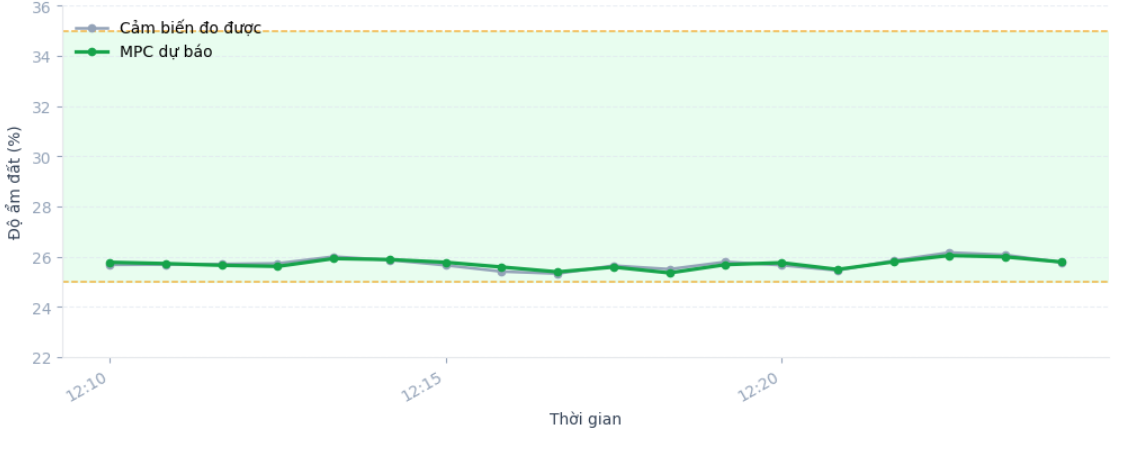 36
34
32
30
28
26
24
22
Độ ẩm đất (%)
Cảm biến đo được
MPC dự báo
12:10
12:15
12:20
Thời gian